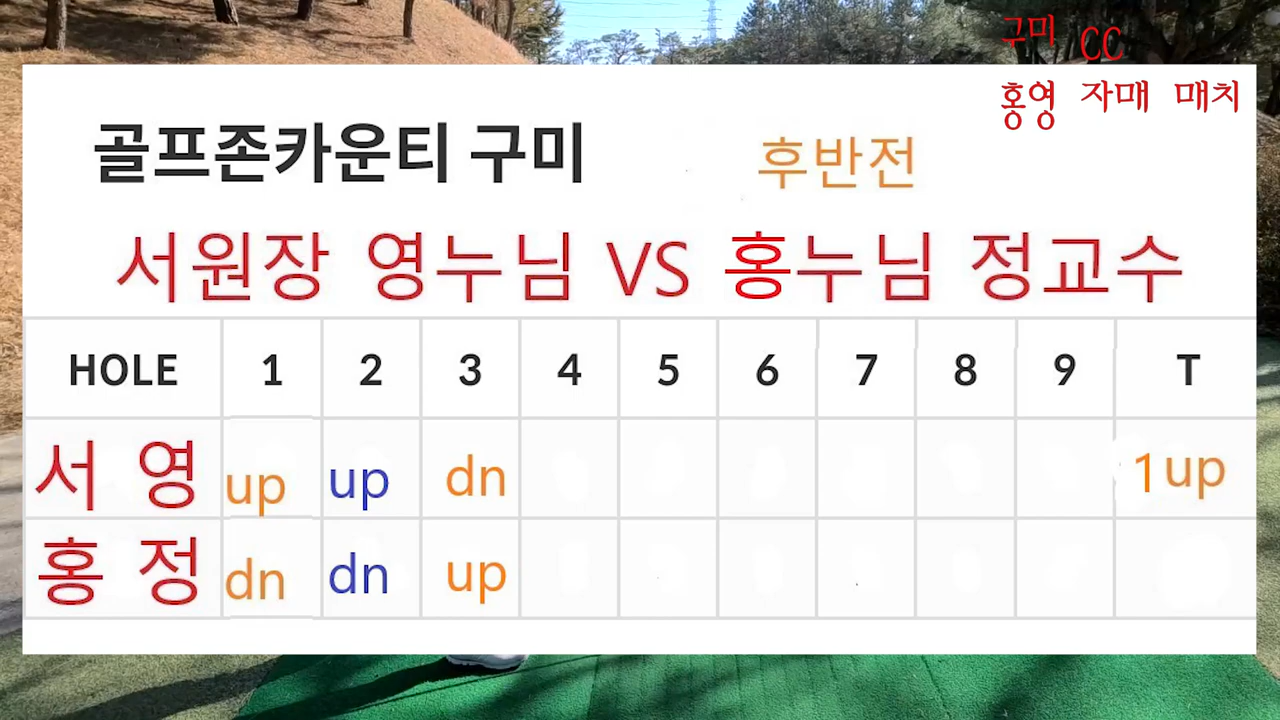 구미 CC
홍영 자매 매치
골프존카운티 구미 후반전
서원장 영누님 VS 홍누님 정교수
HOLE 1 2 3 4 5 6 7 8 9 T
서 영 up up dn 1up
홍 정 dn dn up